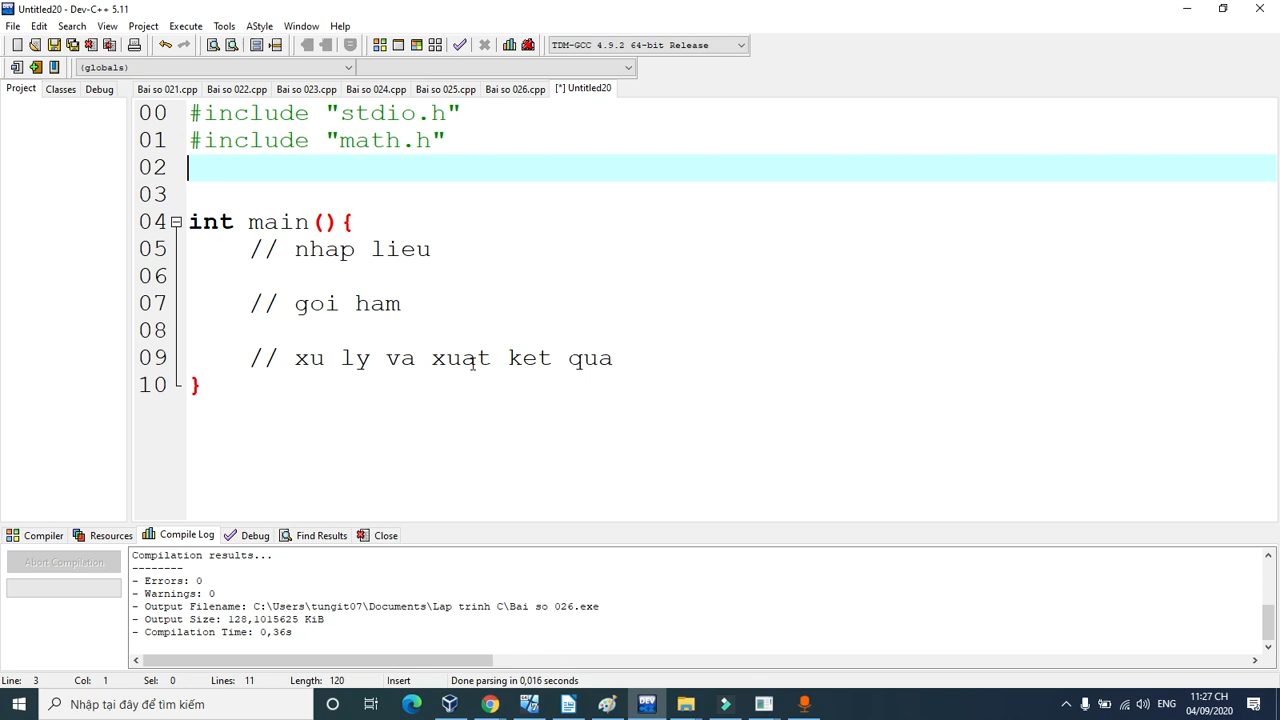 Untitled20 - Dev-C++ 5.11
File Edit Search View Project Execute Tools AStyle Window Help
TDM-GCC 4.9.2 64-bit Release
(globals)
Project Classes Debug
Bai so 021.cpp Bai so 022.cpp Bai so 023.cpp Bai so 024.cpp Bai so 025.cpp Bai so 026.cpp [*] Untitled20
00 #include "stdio.h"
01 #include "math.h"
02
03
04 int main(){
05 // nhap lieu
06
07 // goi ham
08
09 // xu ly va xuat ket qua
10 }
Compiler Resources Compile Log Debug Find Results Close
Abort Compilation
Compilation results...
--------
- Errors: 0
- Warnings: 0
- Output Filename: C:\Users\tungit07\Documents\Lap trinh C\Bai so 026.exe
- Output Size: 128,1015625 KiB
- Compilation Time: 0,36s
Line: 3 Col: 1 Sel: 0 Lines: 11 Length: 120 Insert Done parsing in 0,016 seconds
Nhập tại đây để tìm kiếm
DEV
11:27 CH
04/09/2020